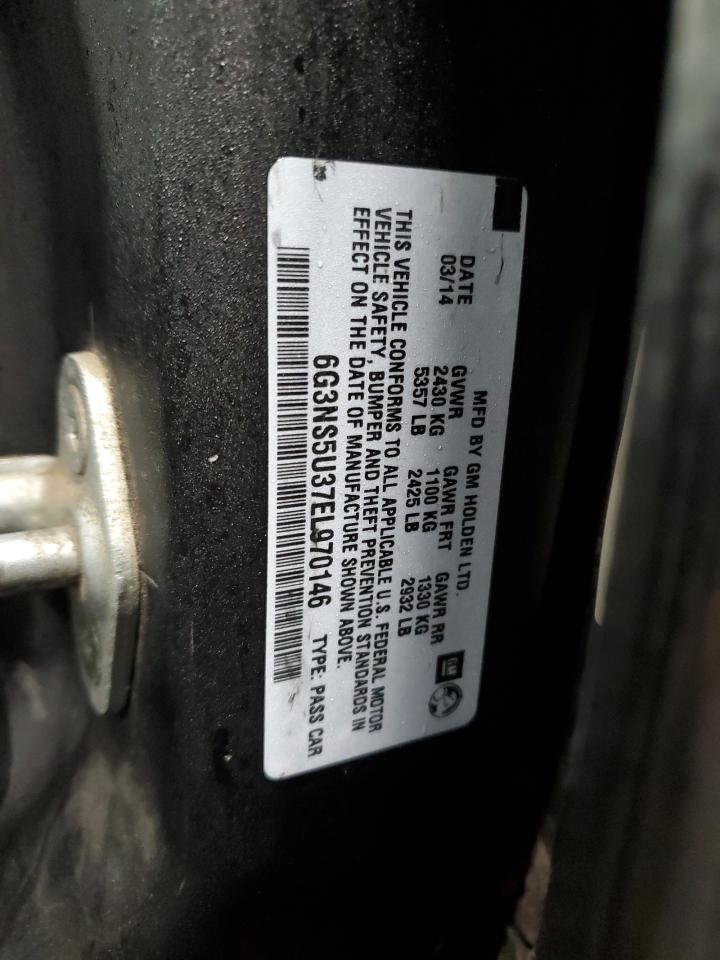 MFD BY GM HOLDEN LTD.
DATE GVWR GAWR FRT GAWR RR
03/14 2430 KG 1100 KG 1330 KG
5357 LB 2425 LB 2932 LB
THIS VEHICLE CONFORMS TO ALL APPLICABLE U.S. FEDERAL MOTOR
VEHICLE SAFETY, BUMPER AND THEFT PREVENTION STANDARDS IN
EFFECT ON THE DATE OF MANUFACTURE SHOWN ABOVE.
6G3NS5U37EL970146 TYPE: PASS CAR
GM